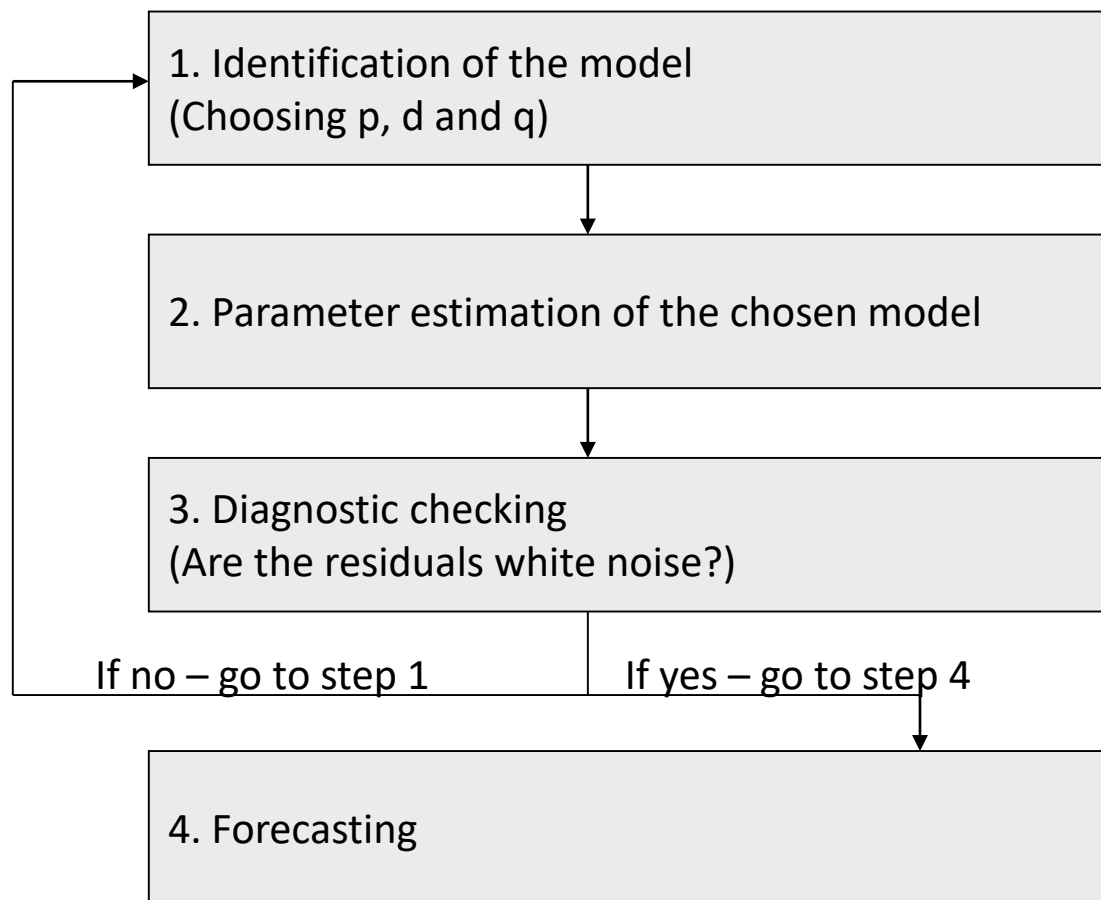 1. Identification of the model
(Choosing p, d and q)
2. Parameter estimation of the chosen model
3. Diagnostic checking
(Are the residuals white noise?)
If no – go to step 1
If yes – go to step 4
4. Forecasting